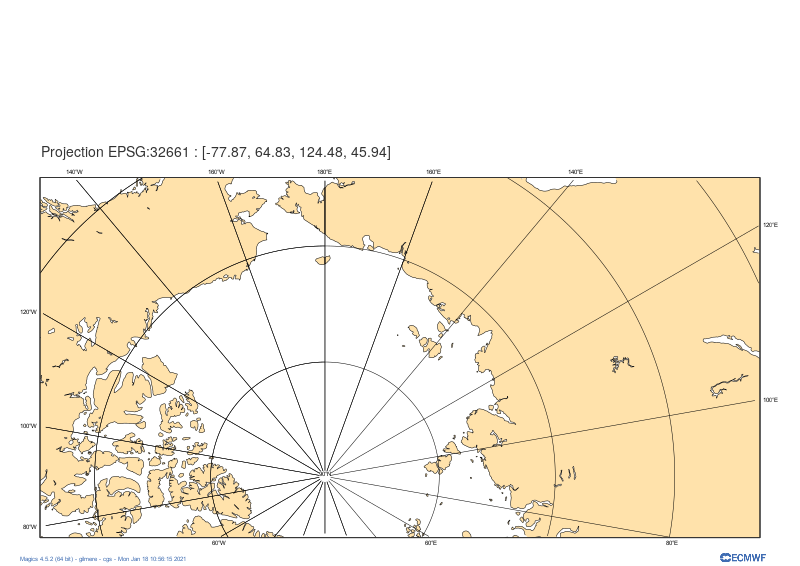 Projection EPSG:32661 : [-77.87, 64.83, 124.48, 45.94]
140°W 160°W 180°E 160°E 140°E
120°E
120°W
100°E
100°W
80°W
60°W 60°E 80°E
Magics 4.5.2 (64 bit) - gilmere - cgs - Mon Jan 18 10:56:15 2021
ECMWF